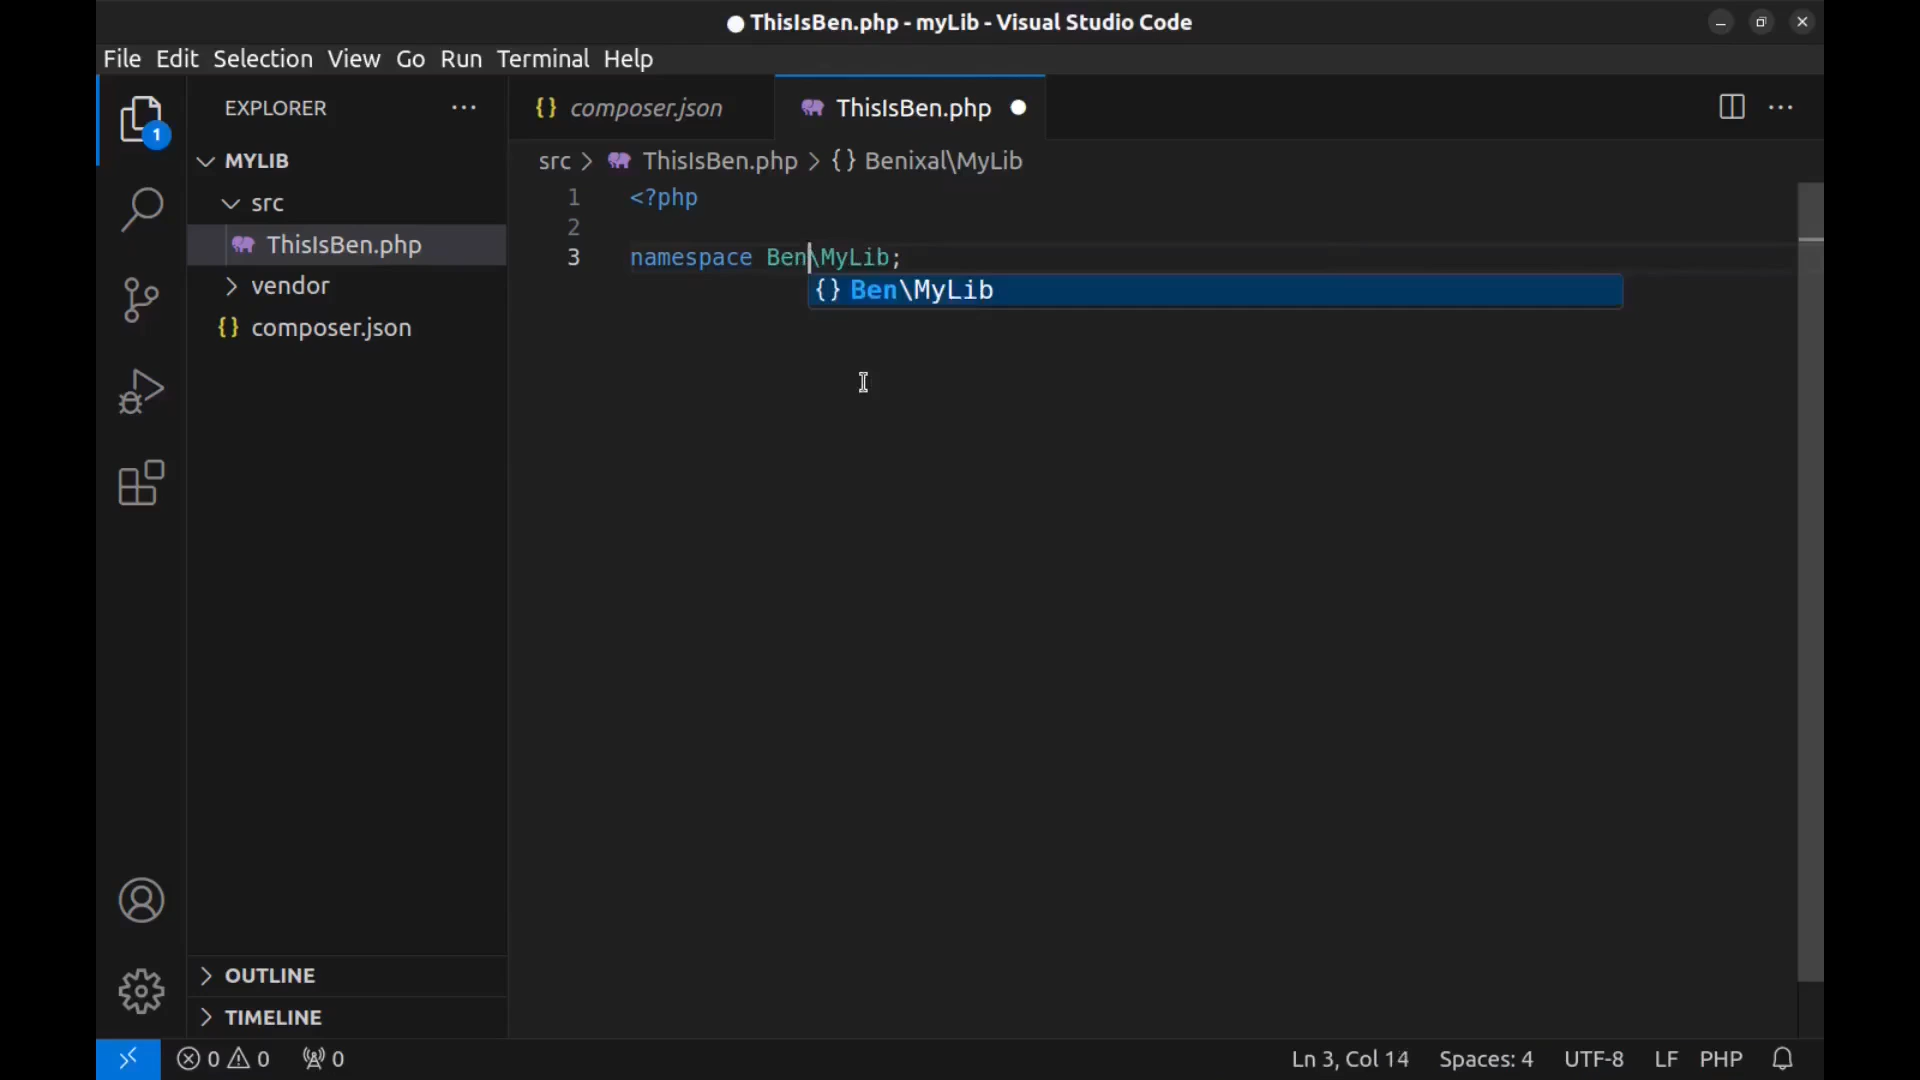 ThisIsBen.php - myLib - Visual Studio Code
File Edit Selection View Go Run Terminal Help
1
EXPLORER
MYLIB
src
ThisIsBen.php
vendor
{} composer.json
OUTLINE
TIMELINE
{} composer.json
ThisIsBen.php
src > ThisIsBen.php > {} Benixal\MyLib
1 <?php
2
3 namespace Ben\MyLib;
{} Ben\MyLib
0 0 0
Ln 3, Col 14 Spaces: 4 UTF-8 LF PHP